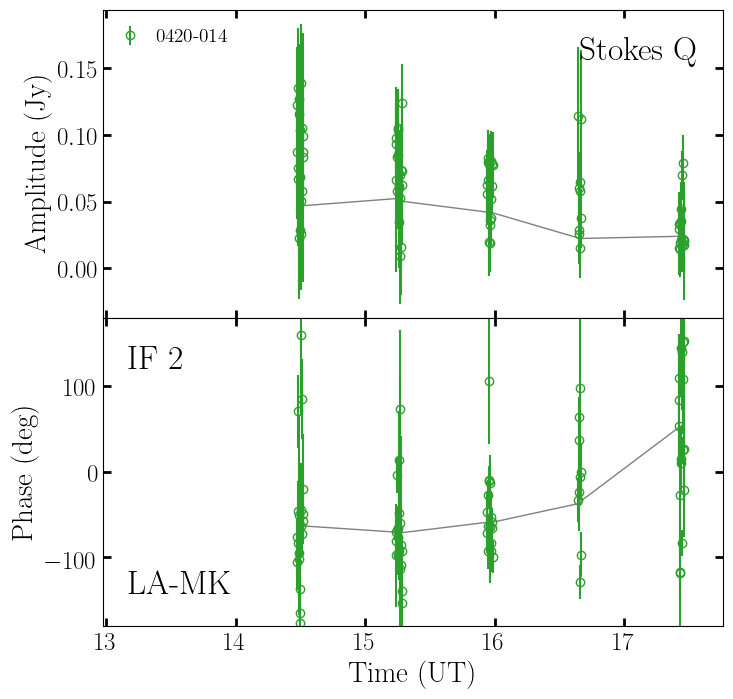 0420-014
Stokes Q
Amplitude (Jy)
0.15
0.10
0.05
0.00
IF 2
Phase (deg)
100
0
−100
LA-MK
13 14 15 16 17
Time (UT)